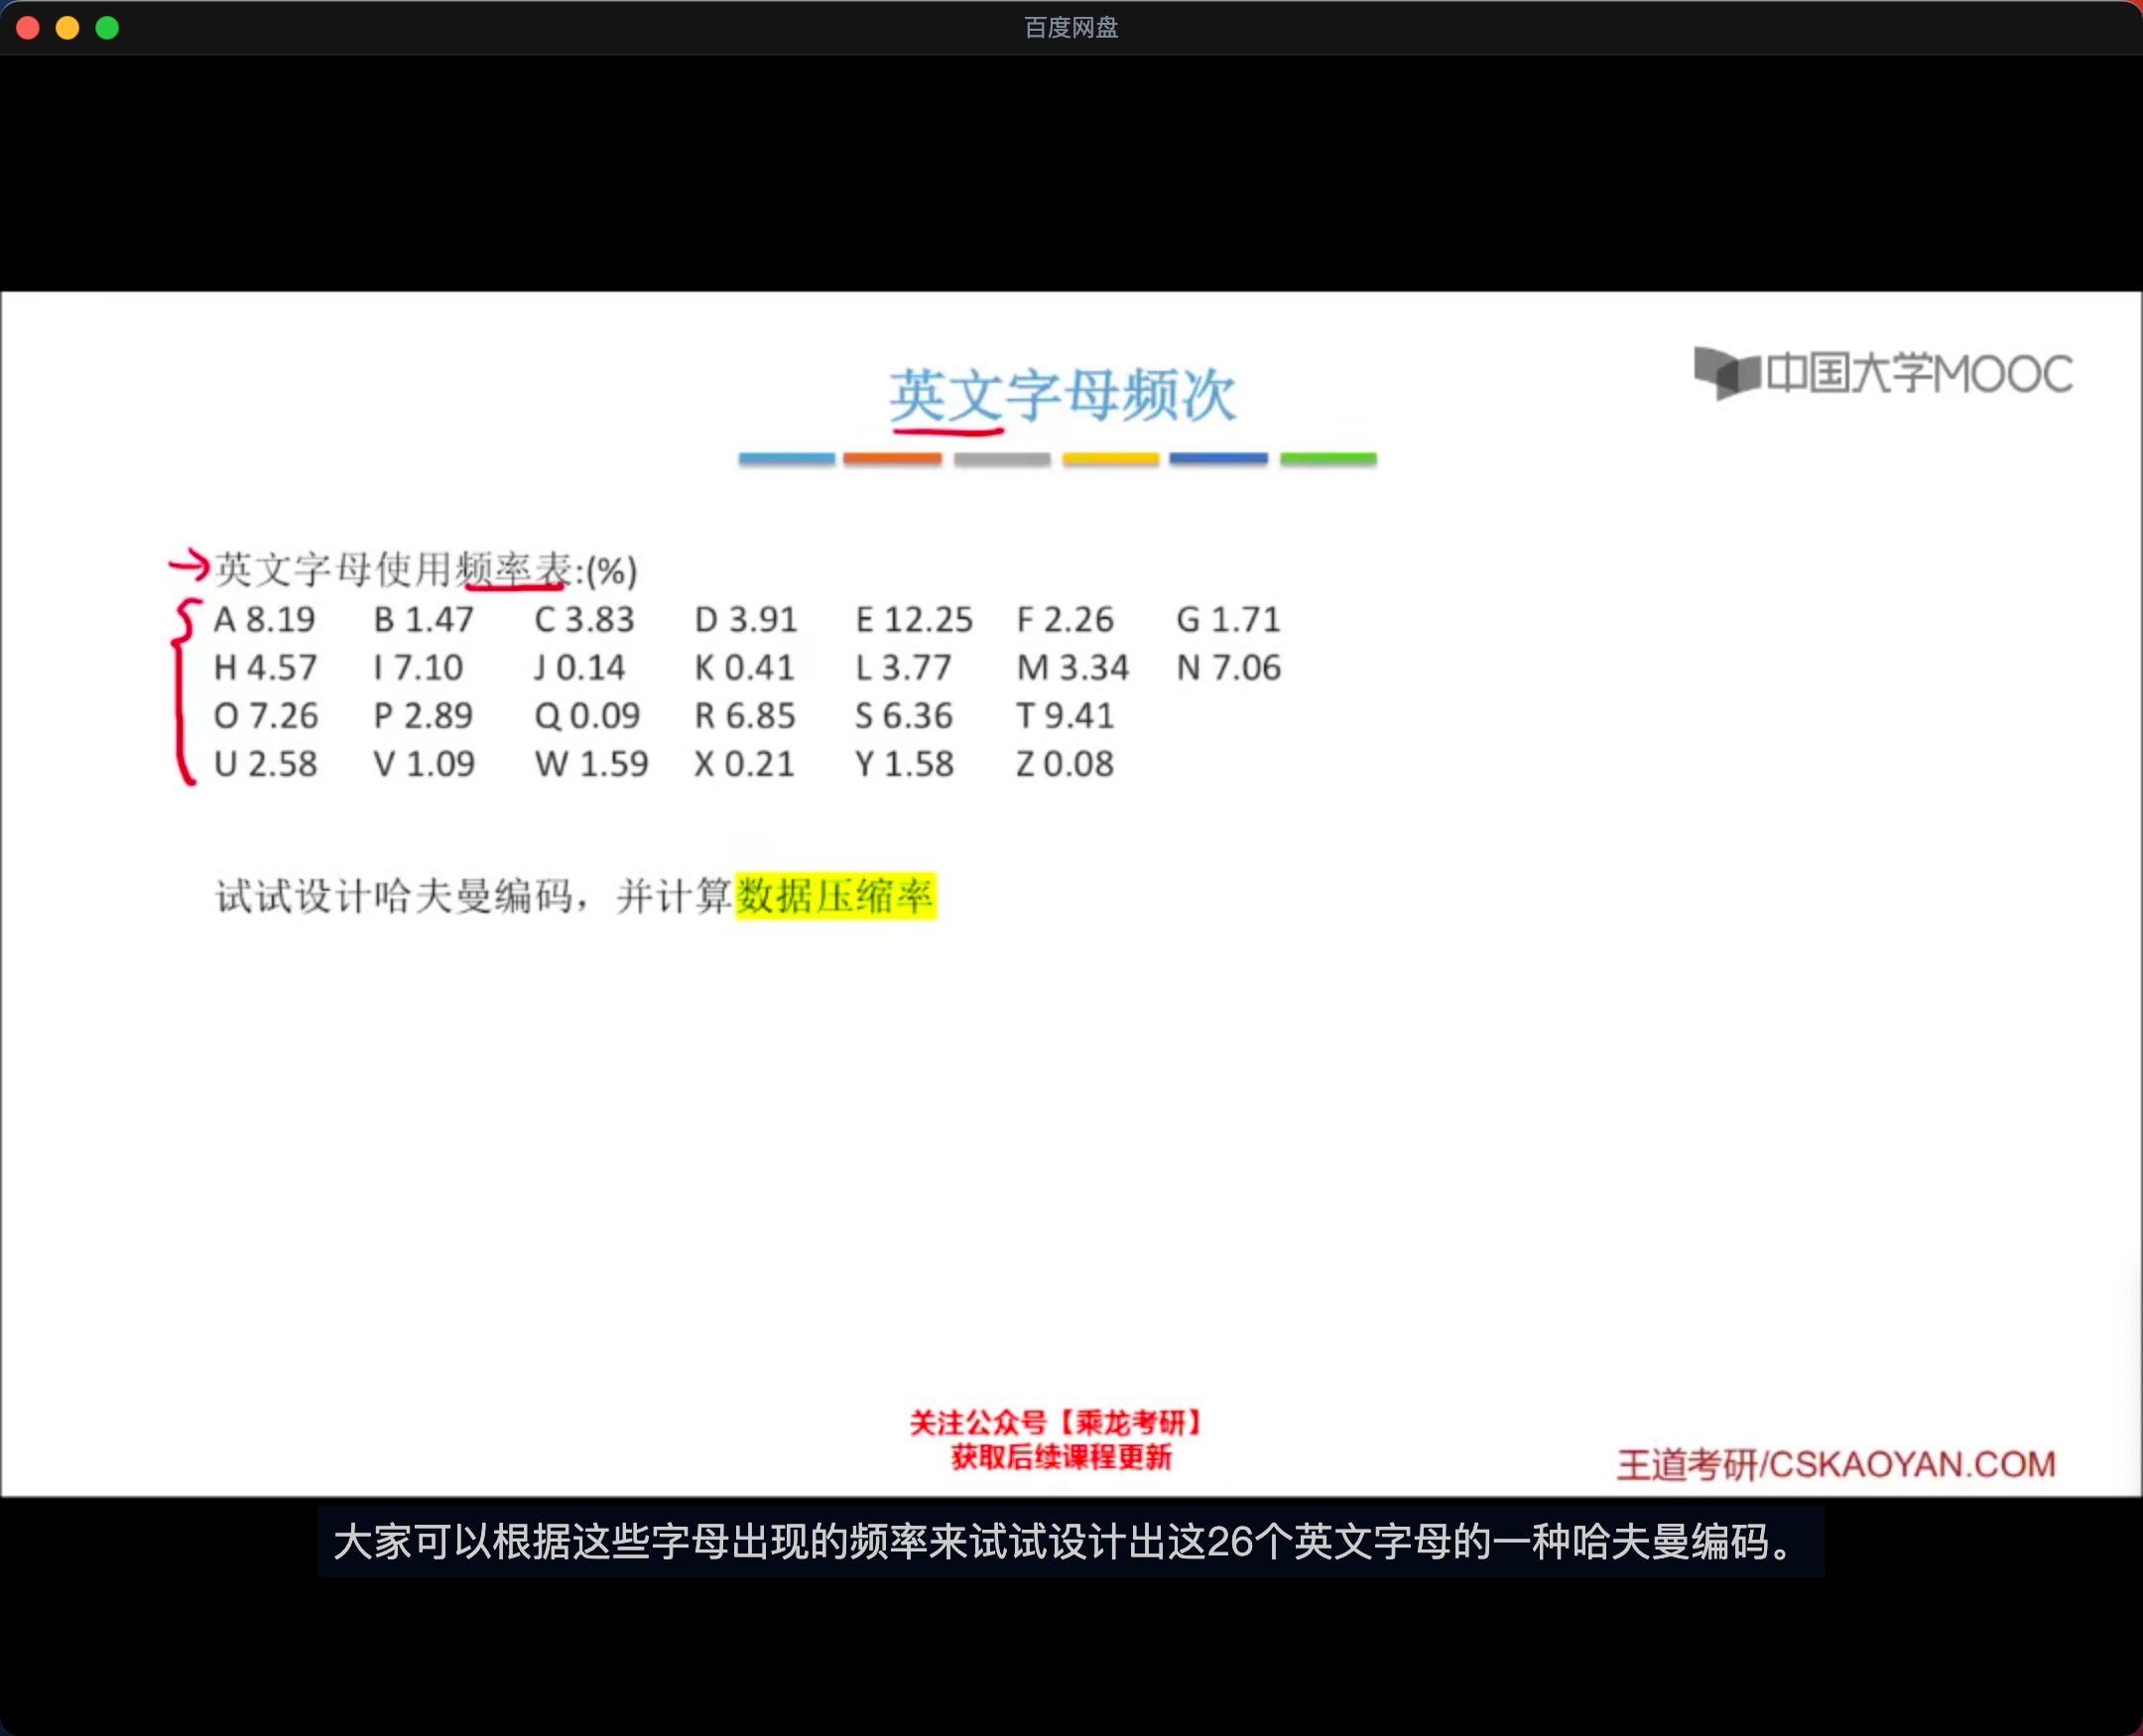 百度网盘
中国大学MOOC
英文字母频次
英文字母使用频率表:(%)
A 8.19 B 1.47 C 3.83 D 3.91 E 12.25 F 2.26 G 1.71
H 4.57 I 7.10 J 0.14 K 0.41 L 3.77 M 3.34 N 7.06
O 7.26 P 2.89 Q 0.09 R 6.85 S 6.36 T 9.41
U 2.58 V 1.09 W 1.59 X 0.21 Y 1.58 Z 0.08
试试设计哈夫曼编码，并计算数据压缩率
关注公众号【乘龙考研】
获取后续课程更新
王道考研/CSKAOYAN.COM
大家可以根据这些字母出现的频率来试试设计出这26个英文字母的一种哈夫曼编码。